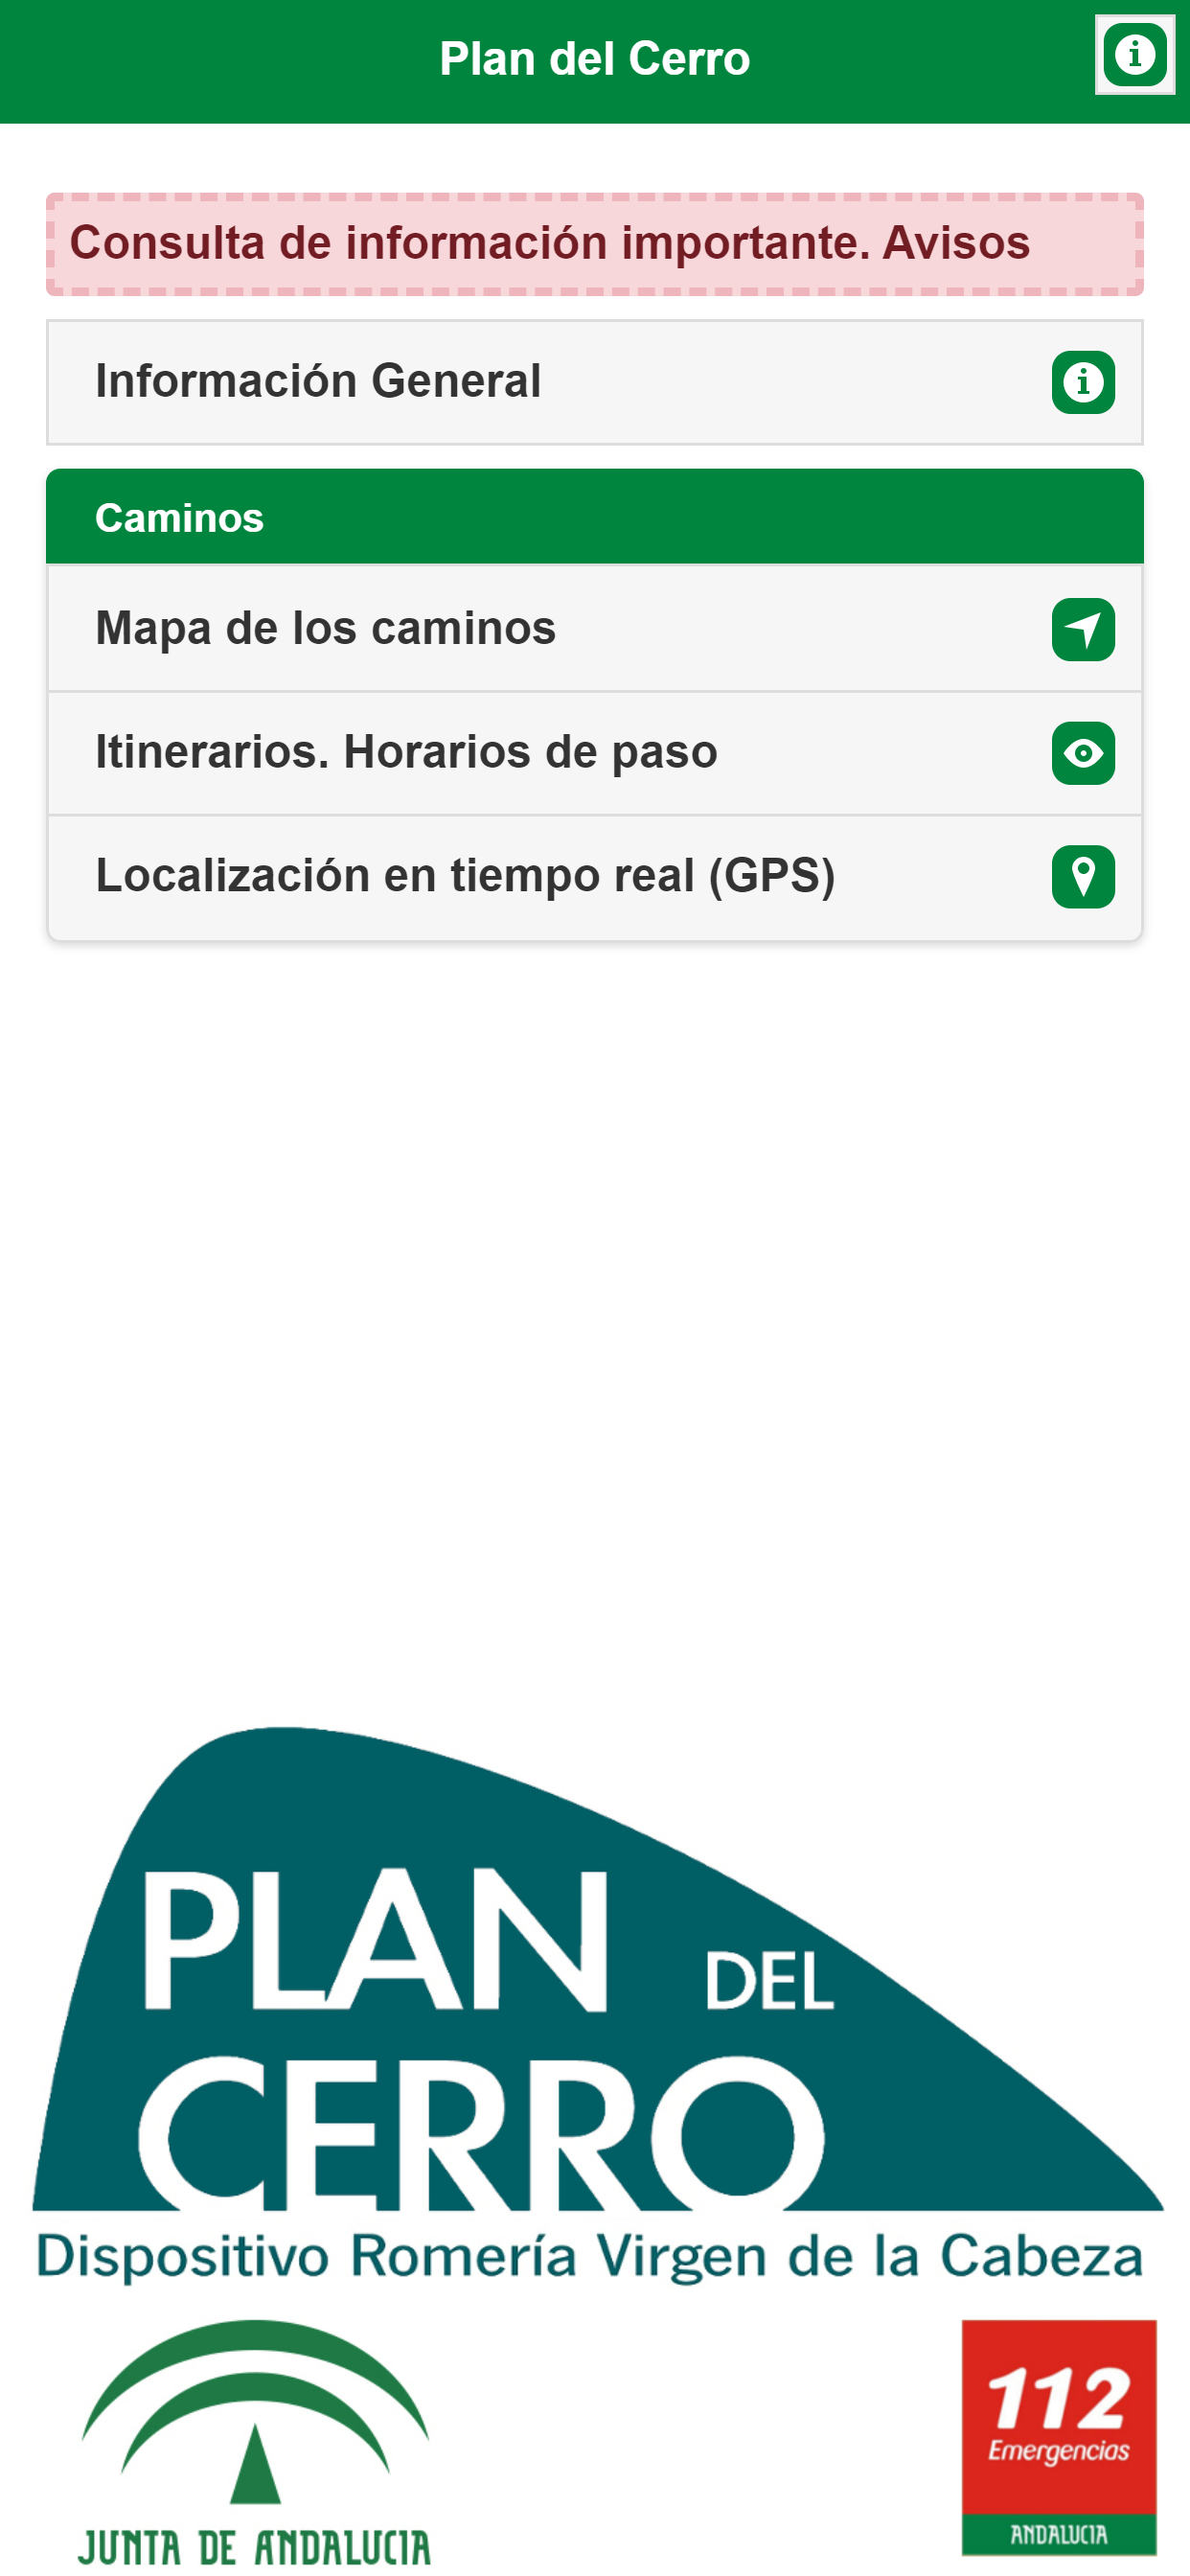 Plan del Cerro
Consulta de información importante. Avisos
Información General
Caminos
Mapa de los caminos
Itinerarios. Horarios de paso
Localización en tiempo real (GPS)
PLAN DEL
CERRO
Dispositivo Romería Virgen de la Cabeza
JUNTA DE ANDALUCIA
112
Emergencias
ANDALUCIA